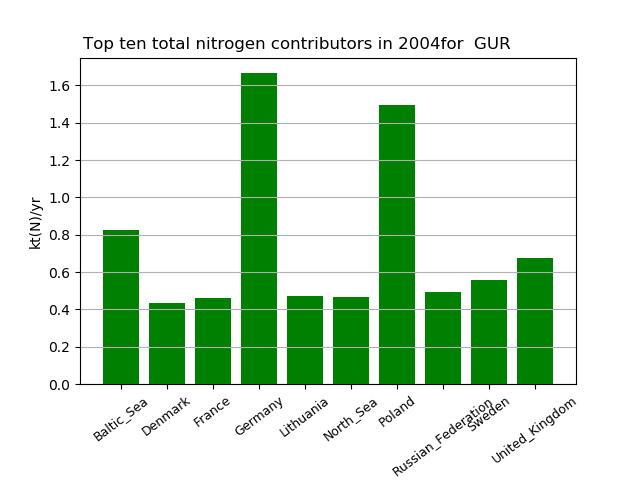 Top ten total nitrogen contributors in 2004for  GUR
kt(N)/yr
1.6
1.4
1.2
1.0
0.8
0.6
0.4
0.2
0.0
Baltic_Sea
Denmark
France
Germany
Lithuania
North_Sea
Poland
Russian_Federation
Sweden
United_Kingdom